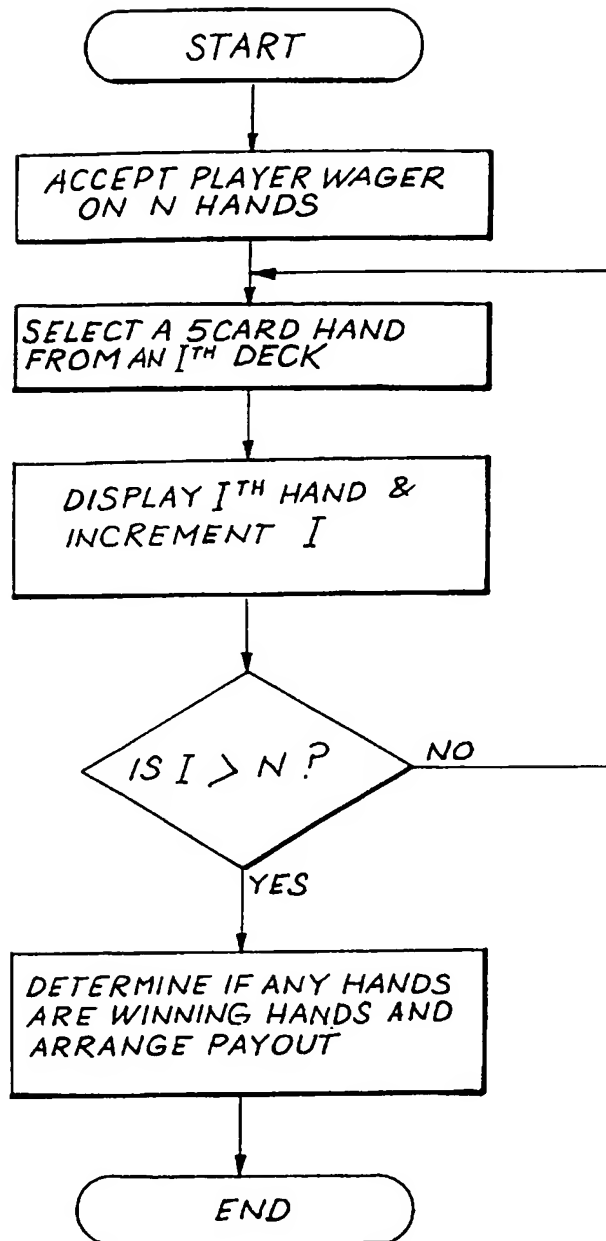 START
ACCEPT PLAYER WAGER
ON N HANDS
SELECT A 5CARD HAND
FROM AN ITH DECK
DISPLAY ITH HAND &
INCREMENT I
IS I > N ?
NO
YES
DETERMINE IF ANY HANDS
ARE WINNING HANDS AND
ARRANGE PAYOUT
END